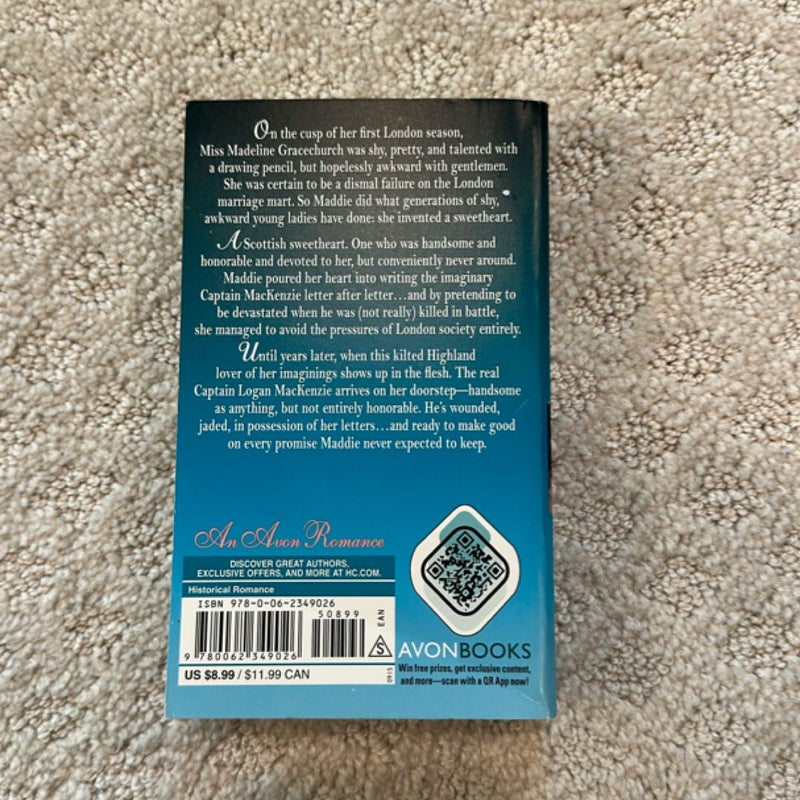 On the cusp of her first London season,
Miss Madeline Gracechurch was shy, pretty, and talented with
a drawing pencil, but hopelessly awkward with gentlemen.
She was certain to be a dismal failure on the London
marriage mart. So Maddie did what generations of shy,
awkward young ladies have done: she invented a sweetheart.
A Scottish sweetheart. One who was handsome and
honorable and devoted to her, but conveniently never around.
Maddie poured her heart into writing the imaginary
Captain MacKenzie letter after letter…and by pretending to
be devastated when he was (not really) killed in battle,
she managed to avoid the pressures of London society entirely.
Until years later, when this kilted Highland
lover of her imaginings shows up in the flesh. The real
Captain Logan MacKenzie arrives on her doorstep—handsome
as anything, but not entirely honorable. He's wounded,
jaded, in possession of her letters…and ready to make good
on every promise Maddie never expected to keep.
An Avon Romance
DISCOVER GREAT AUTHORS,
EXCLUSIVE OFFERS, AND MORE AT HC.COM.
Historical Romance
ISBN 978-0-06-2349026
50899
EAN
S
9 780062 349026
US $8.99 / $11.99 CAN
0915
AVONBOOKS
Win free prizes, get exclusive content,
and more—scan with a QR App now!